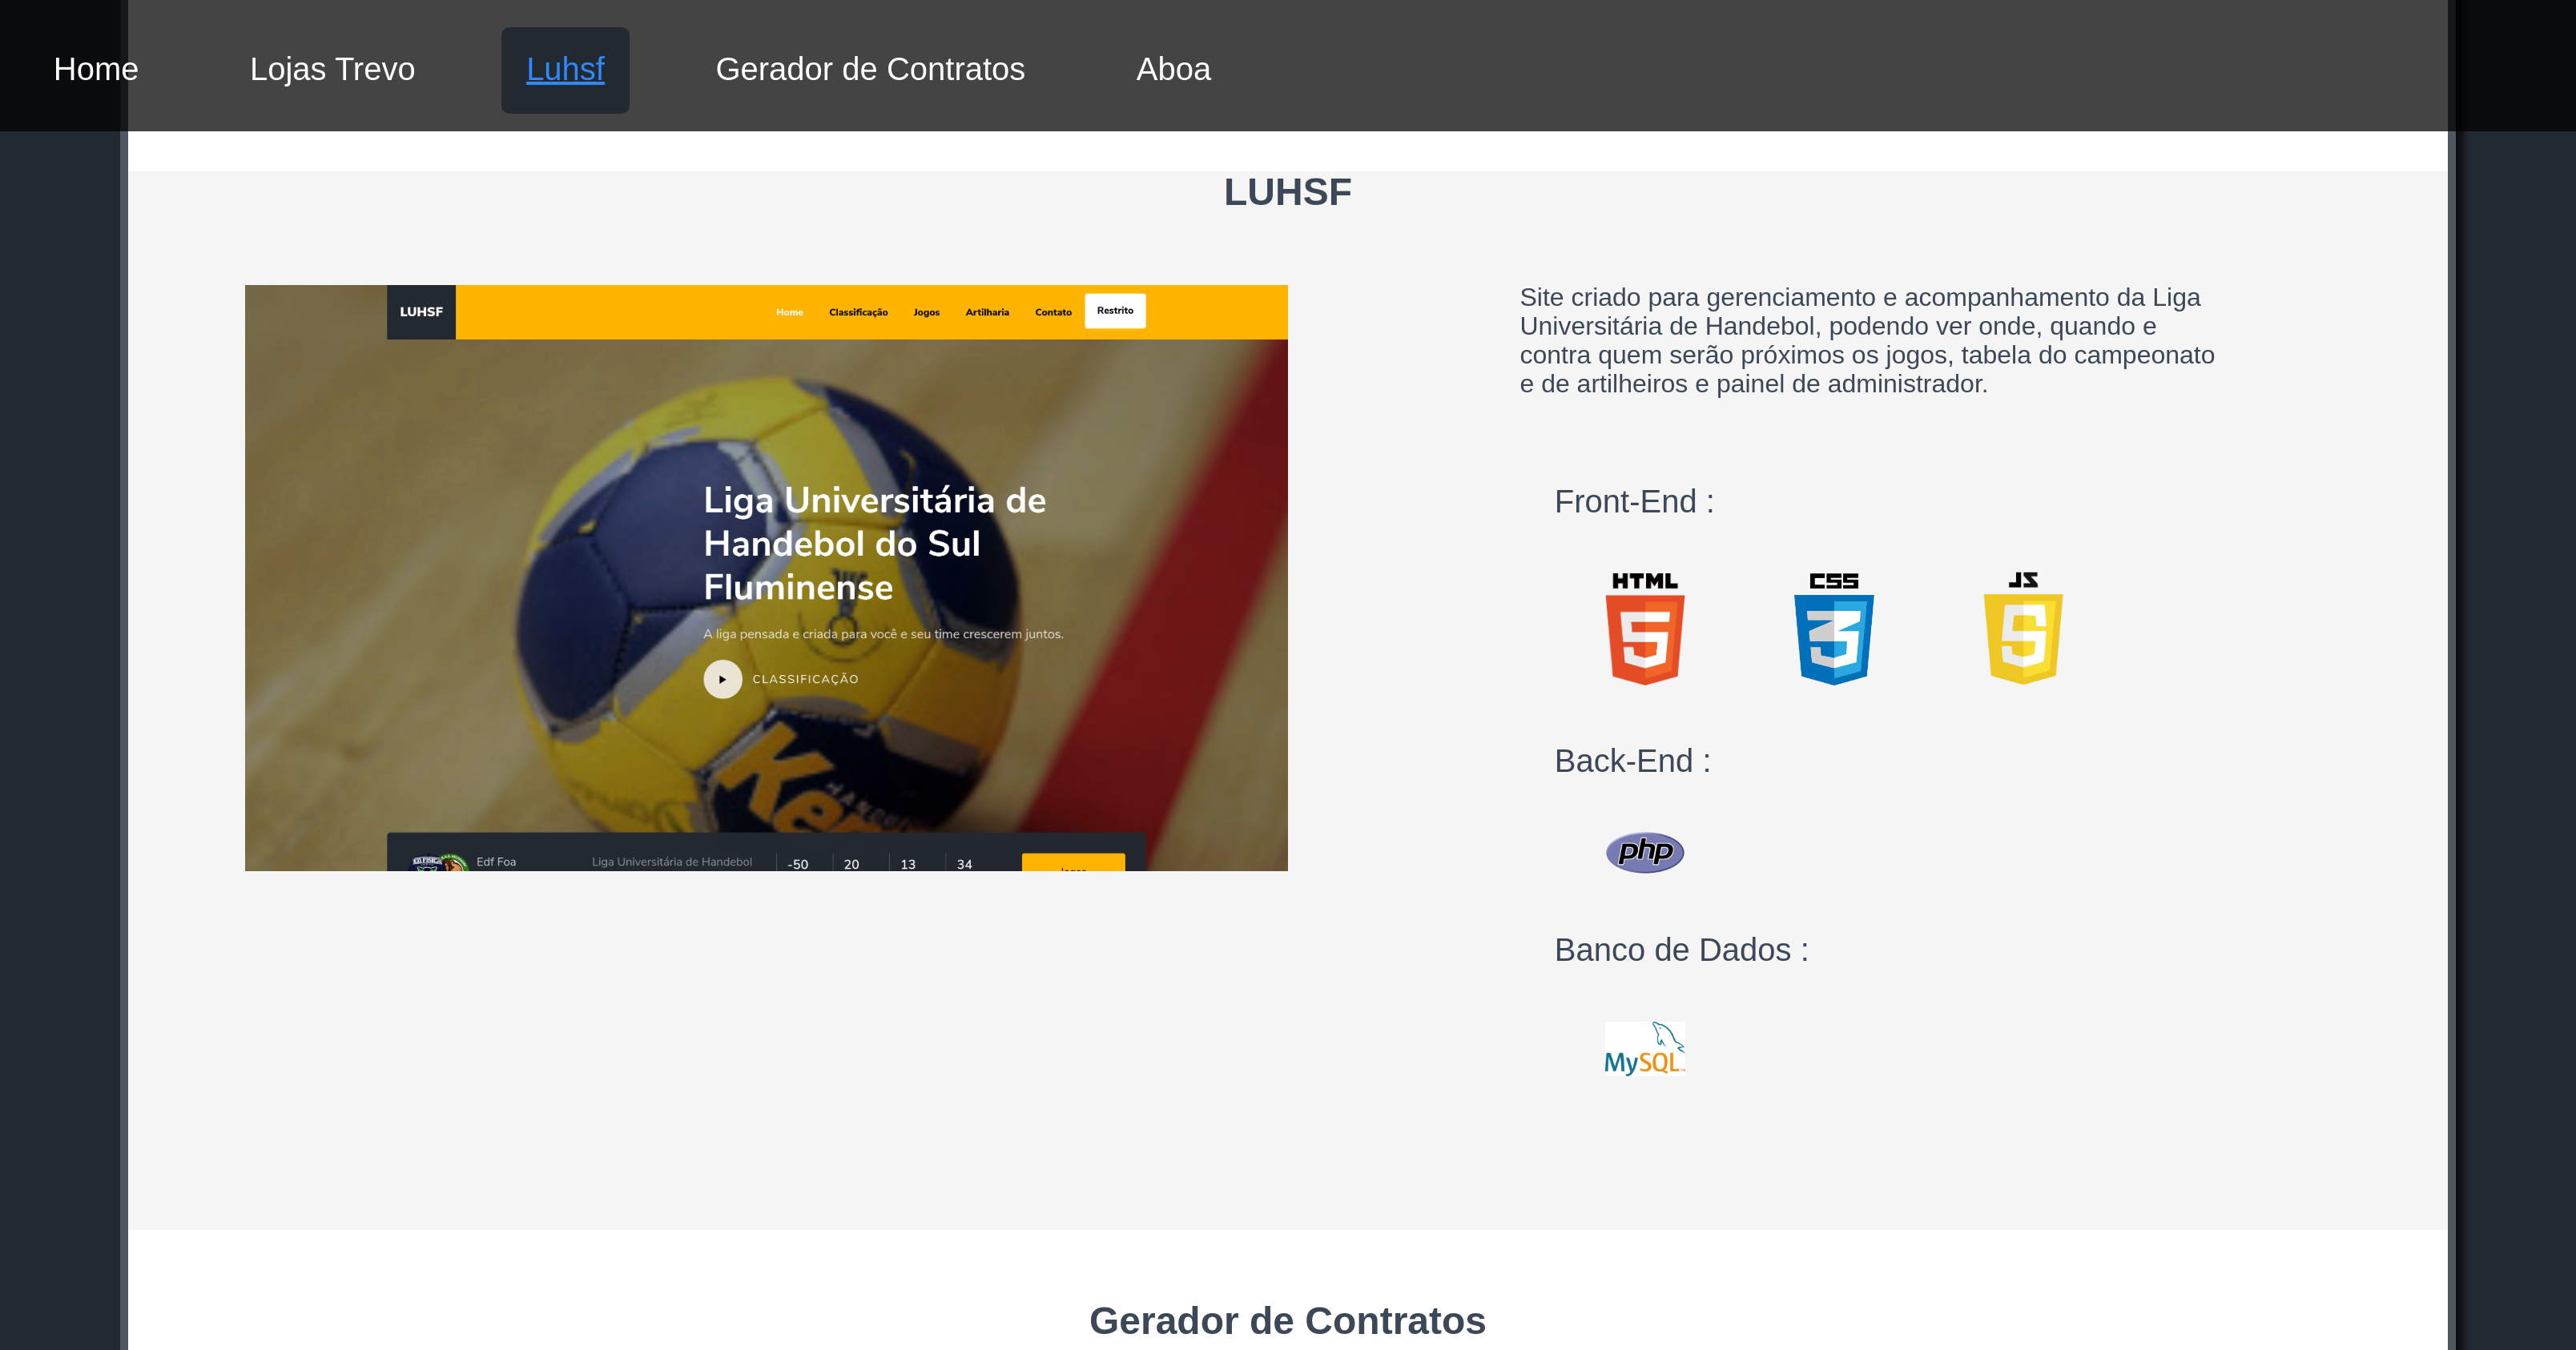 Home
Lojas Trevo
Luhsf
Gerador de Contratos
Aboa
LUHSF
LUHSF
Home
Classificação
Jogos
Artilharia
Contato
Restrito
Liga Universitária de
Handebol do Sul
Fluminense
A liga pensada e criada para você e seu time crescerem juntos.
CLASSIFICAÇÃO
Edf Foa
Liga Universitária de Handebol
-50
20
13
34
Site criado para gerenciamento e acompanhamento da Liga
Universitária de Handebol, podendo ver onde, quando e
contra quem serão próximos os jogos, tabela do campeonato
e de artilheiros e painel de administrador.
Front-End :
HTML
CSS
JS
Back-End :
php
Banco de Dados :
MySQL
Gerador de Contratos